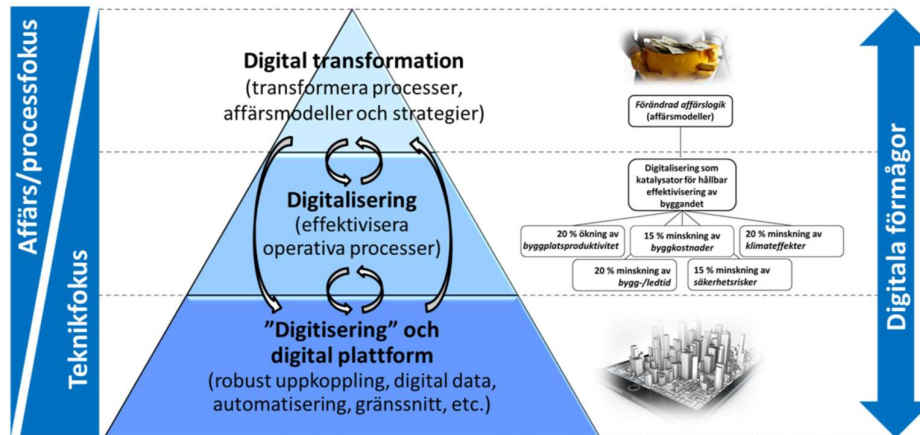 Affärs/processfokus
Teknikfokus
Digital transformation
(transformera processer,
affärsmodeller och strategier)
Digitalisering
(effektivisera
operativa processer)
”Digitisering” och
digital plattform
(robust uppkoppling, digital data,
automatisering, gränssnitt, etc.)
Förändrad affärslogik
(affärsmodeller)
Digitalisering som
katalysator för hållbar
effektivisering av
byggandet
20 % ökning av
byggplatsproduktivitet
15 % minskning av
byggkostnader
20 % minskning av
klimateffekter
20 % minskning av
bygg-/ledtid
15 % minskning av
säkerhetsrisker
Digitala förmågor